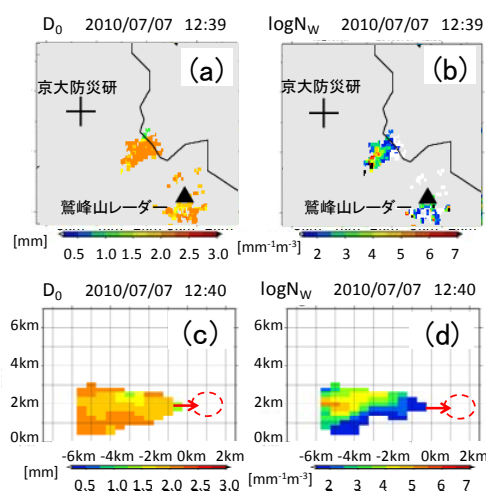 D₀ 2010/07/07 12:39
(a)
京大防災研
鷲峰山レーダー
[mm]
0.5 1.0 1.5 2.0 2.5 3.0
logNw 2010/07/07 12:39
(b)
京大防災研
鷲峰山レーダー
[mm⁻¹m⁻³]
2 3 4 5 6 7
D₀ 2010/07/07 12:40
(c)
6km
4km
2km
0km
-6km -4km -2km 0km 2km
[mm]
0.5 1.0 1.5 2.0 2.5 3.0
logNw 2010/07/07 12:40
(d)
6km
4km
2km
0km
-6km -4km -2km 0km 2km
[mm⁻¹m⁻³]
2 3 4 5 6 7